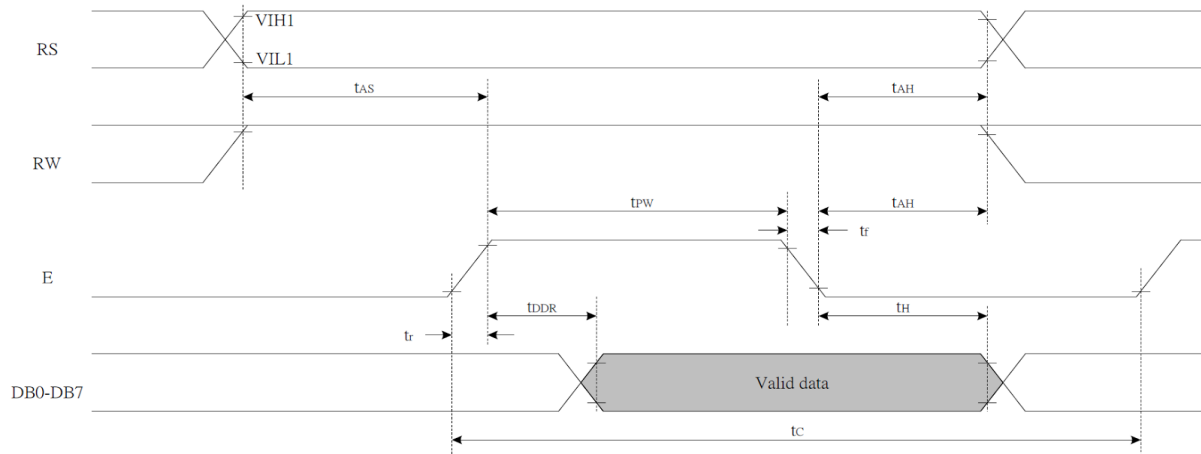 VIH1
RS
VIL1
tAS
tAH
RW
tPW
tAH
tf
E
tDDR
tH
tr
Valid data
DB0-DB7
tC